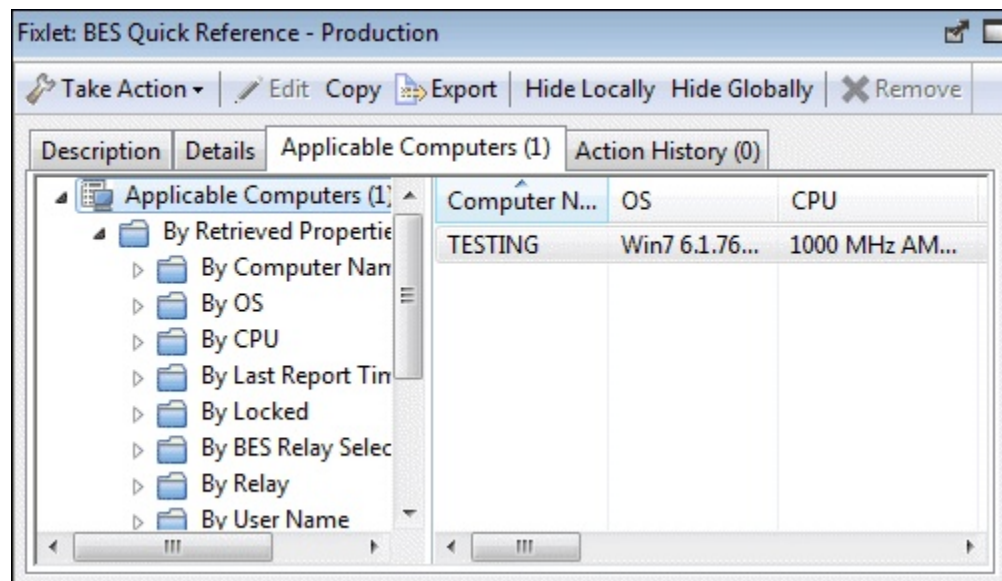 Fixlet: BES Quick Reference - Production
Take Action Edit Copy Export Hide Locally Hide Globally Remove
Description Details Applicable Computers (1) Action History (0)
Applicable Computers (1)
Computer N... OS CPU
By Retrieved Propertie
TESTING Win7 6.1.76... 1000 MHz AM...
By Computer Nam
By OS
By CPU
By Last Report Tim
By Locked
By BES Relay Selec
By Relay
By User Name